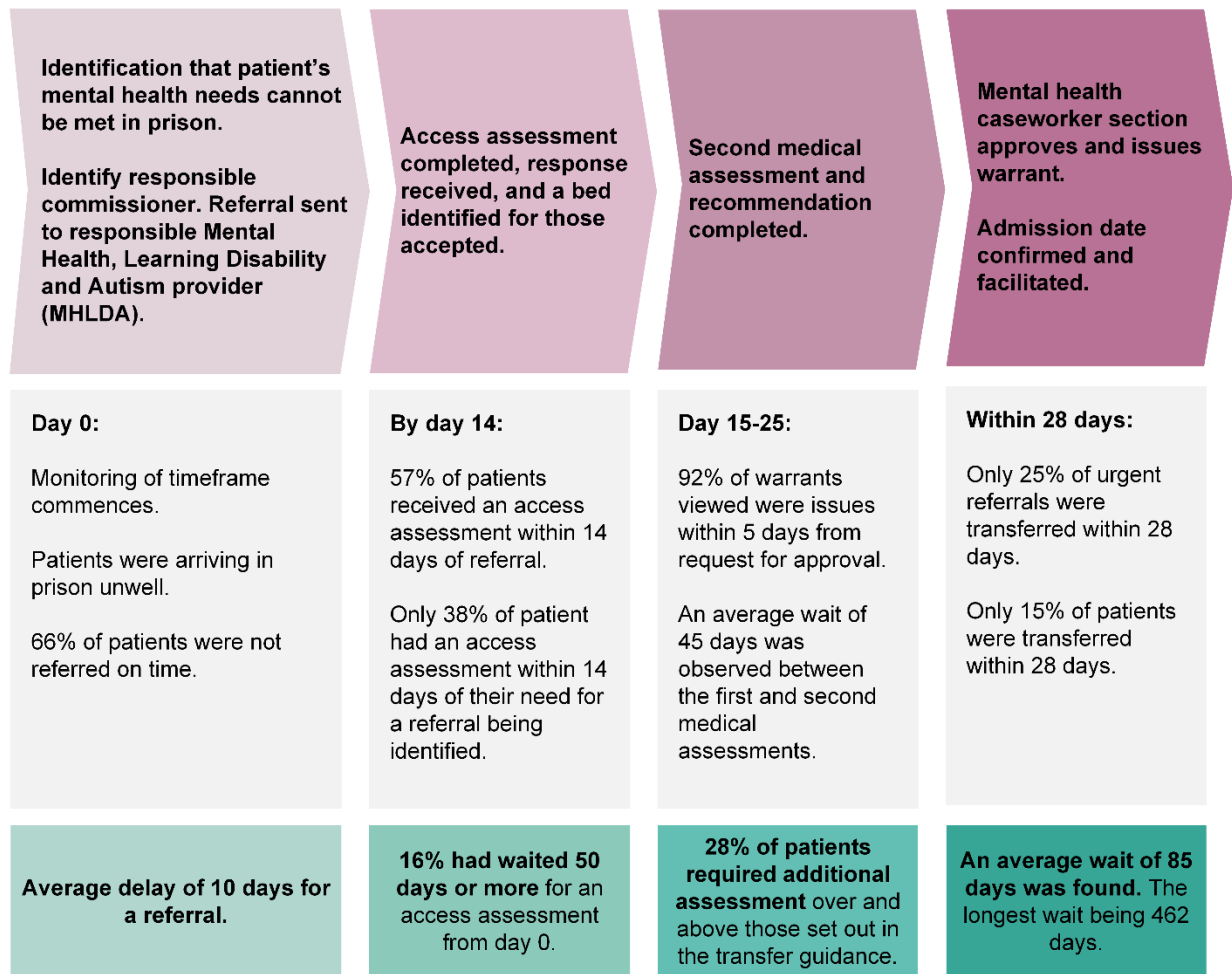 Identification that patient's
mental health needs cannot
be met in prison.
Identify responsible
commissioner. Referral sent
to responsible Mental
Health, Learning Disability
and Autism provider
(MHLDA).
Access assessment
completed, response
received, and a bed
identified for those
accepted.
Second medical
assessment and
recommendation
completed.
Mental health
caseworker section
approves and issues
warrant.
Admission date
confirmed and
facilitated.
Day 0:
Monitoring of timeframe
commences.
Patients were arriving in
prison unwell.
66% of patients were not
referred on time.
By day 14:
57% of patients
received an access
assessment within 14
days of referral.
Only 38% of patient
had an access
assessment within 14
days of their need for
a referral being
identified.
Day 15-25:
92% of warrants
viewed were issues
within 5 days from
request for approval.
An average wait of
45 days was
observed between
the first and second
medical
assessments.
Within 28 days:
Only 25% of urgent
referrals were
transferred within 28
days.
Only 15% of patients
were transferred
within 28 days.
Average delay of 10 days for
a referral.
16% had waited 50
days or more for an
access assessment
from day 0.
28% of patients
required additional
assessment over and
above those set out in
the transfer guidance.
An average wait of 85
days was found. The
longest wait being 462
days.